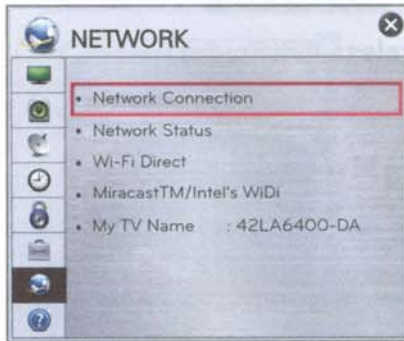 NETWORK
• Network Connection
• Network Status
• Wi-Fi Direct
• MiracastTM/Intel's WiDi
• My TV Name : 42LA6400-DA